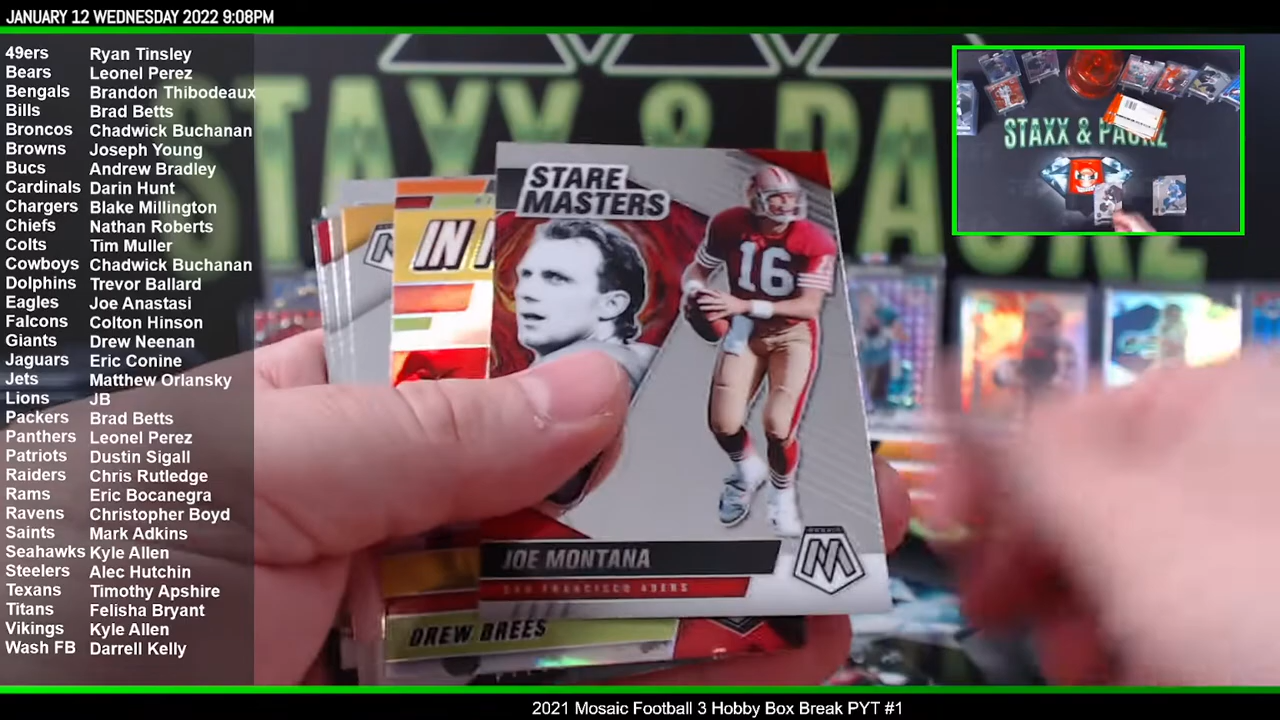 JANUARY 12 WEDNESDAY 2022 9:08PM
49ers Ryan Tinsley
Bears Leonel Perez
Bengals Brandon Thibodeaux
Bills Brad Betts
Broncos Chadwick Buchanan
Browns Joseph Young
Bucs Andrew Bradley
Cardinals Darin Hunt
Chargers Blake Millington
Chiefs Nathan Roberts
Colts Tim Muller
Cowboys Chadwick Buchanan
Dolphins Trevor Ballard
Eagles Joe Anastasi
Falcons Colton Hinson
Giants Drew Neenan
Jaguars Eric Conine
Jets Matthew Orlansky
Lions JB
Packers Brad Betts
Panthers Leonel Perez
Patriots Dustin Sigall
Raiders Chris Rutledge
Rams Eric Bocanegra
Ravens Christopher Boyd
Saints Mark Adkins
Seahawks Kyle Allen
Steelers Alec Hutchin
Texans Timothy Apshire
Titans Felisha Bryant
Vikings Kyle Allen
Wash FB Darrell Kelly
STAXX & PA
STAXX & PACKZ
STARE
MASTERS
IN
16
JOE MONTANA
SAN FRANCISCO 49ERS
M
DREW BREES
2021 Mosaic Football 3 Hobby Box Break PYT #1